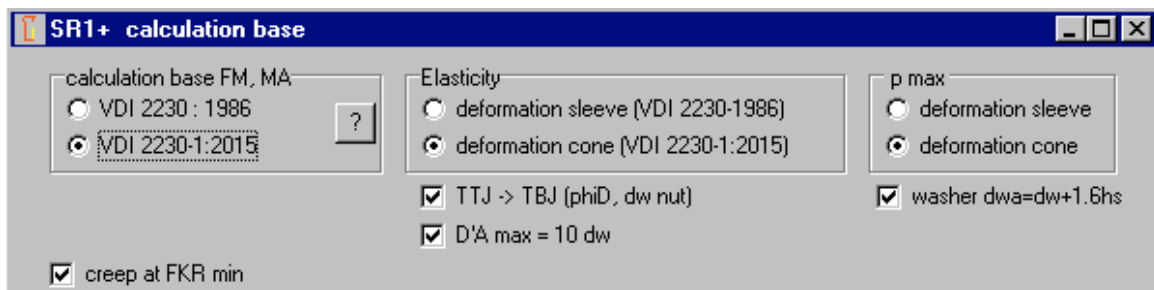 SR1+ calculation base
calculation base FM, MA
VDI 2230 : 1986
VDI 2230-1:2015
?
Elasticity
deformation sleeve (VDI 2230-1986)
deformation cone (VDI 2230-1:2015)
p max
deformation sleeve
deformation cone
TTJ -> TBJ (phiD, dw nut)
washer dwa=dw+1.6hs
D'A max = 10 dw
creep at FKR min